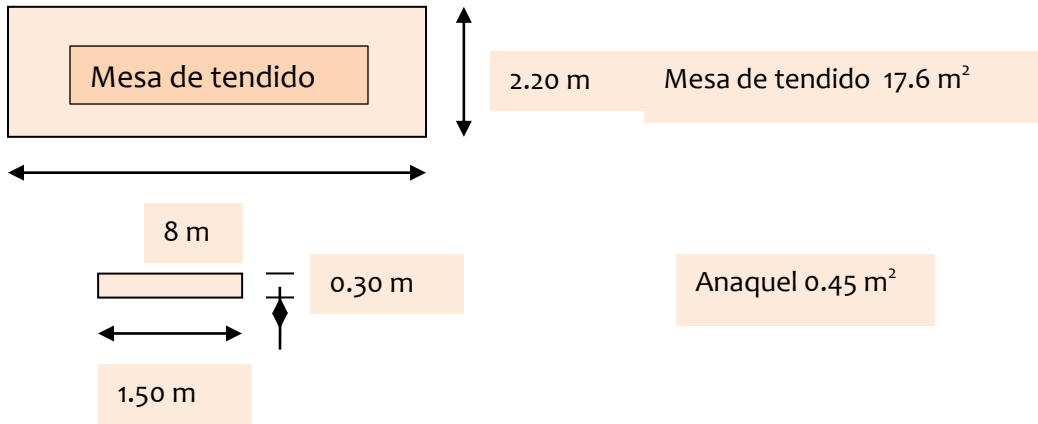 Mesa de tendido
2.20 m
Mesa de tendido 17.6 m²
8 m
0.30 m
Anaquel 0.45 m²
1.50 m